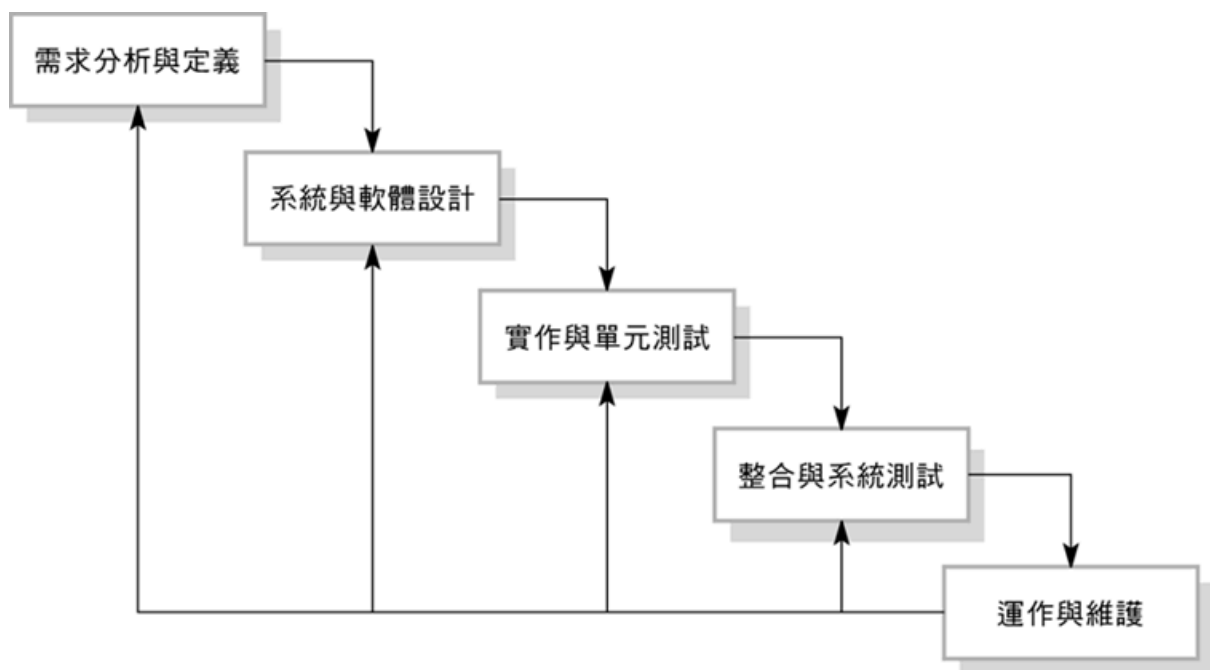 需求分析與定義
系統與軟體設計
實作與單元測試
整合與系統測試
運作與維護